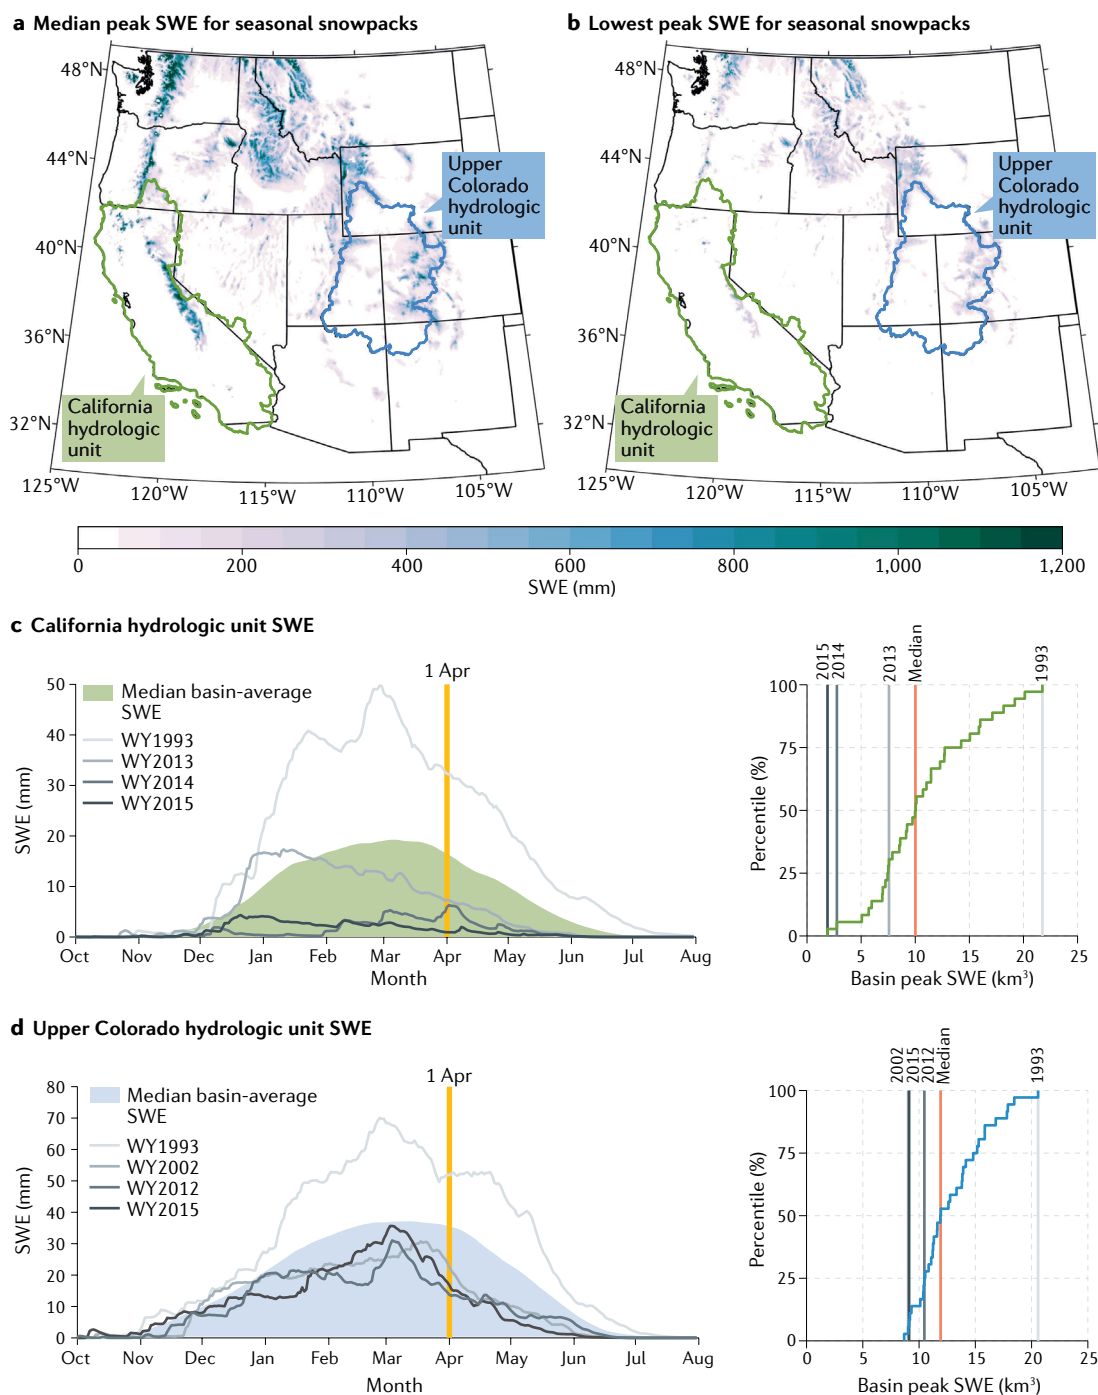 a Median peak SWE for seasonal snowpacks
48°N
44°N
40°N
36°N
32°N
125°W
120°W
115°W
110°W
105°W
Upper
Colorado
hydrologic
unit
California
hydrologic
unit
b Lowest peak SWE for seasonal snowpacks
48°N
44°N
40°N
36°N
32°N
125°W
120°W
115°W
110°W
105°W
Upper
Colorado
hydrologic
unit
California
hydrologic
unit
0 200 400 600 800 1,000 1,200
SWE (mm)
c California hydrologic unit SWE
1 Apr
Median basin-average
SWE
WY1993
WY2013
WY2014
WY2015
SWE (mm)
50
40
30
20
10
0
Oct Nov Dec Jan Feb Mar Apr May Jun Jul Aug
Month
2015
2014
2013
Median
1993
Percentile (%)
100
75
50
25
0
0 5 10 15 20 25
Basin peak SWE (km³)
d Upper Colorado hydrologic unit SWE
1 Apr
Median basin-average
SWE
WY1993
WY2002
WY2012
WY2015
SWE (mm)
80
70
60
50
40
30
20
10
0
Oct Nov Dec Jan Feb Mar Apr May Jun Jul Aug
Month
2002
2015
2012
Median
1993
Percentile (%)
100
75
50
25
0
0 5 10 15 20 25
Basin peak SWE (km³)